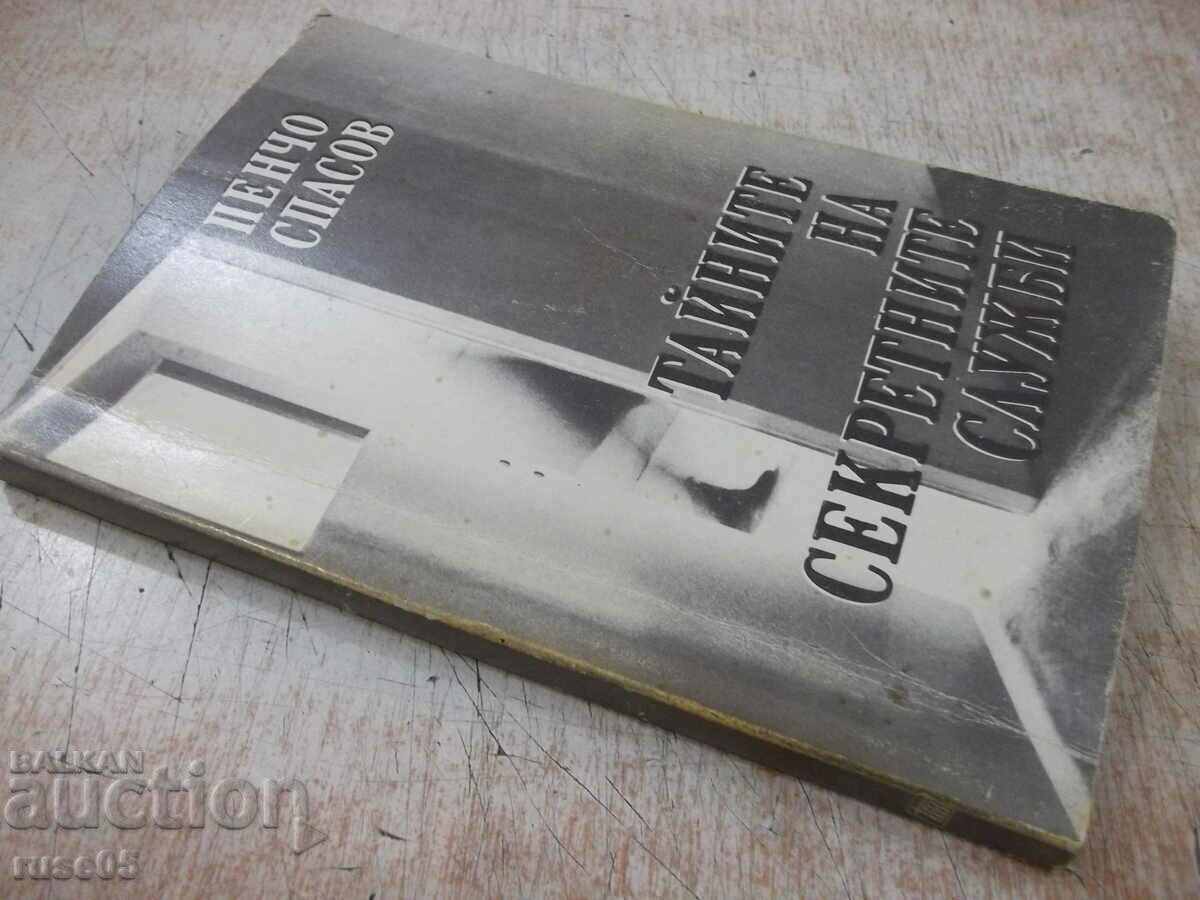 ПЕНЧО
СПАСОВ
ТАЙНИТЕ
НА
СЕКРЕТНИТЕ
СЛУЖБИ
BALKAN
auction
ruse05